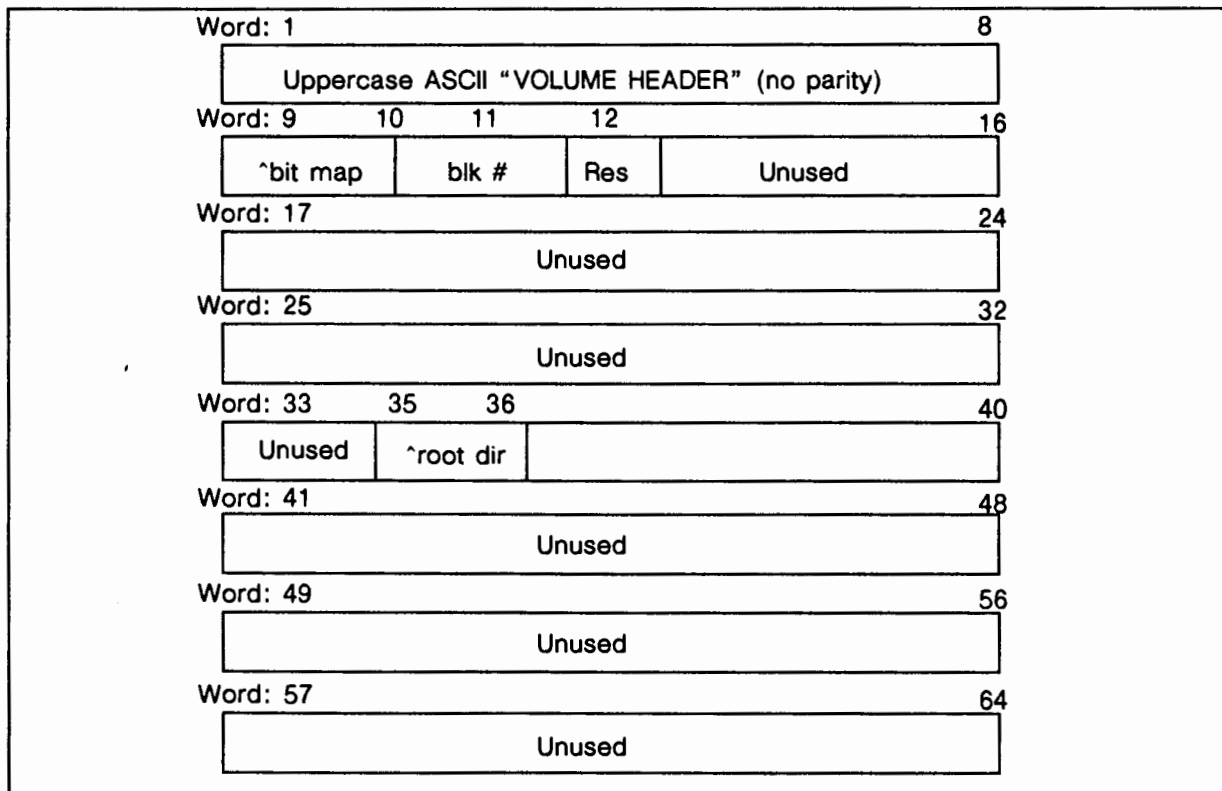 Word: 1 8
Uppercase ASCII "VOLUME HEADER" (no parity)
Word: 9 10 11 12 16
^bit map blk # Res Unused
Word: 17 24
Unused
Word: 25 32
Unused
Word: 33 35 36 40
Unused ^root dir
Word: 41 48
Unused
Word: 49 56
Unused
Word: 57 64
Unused